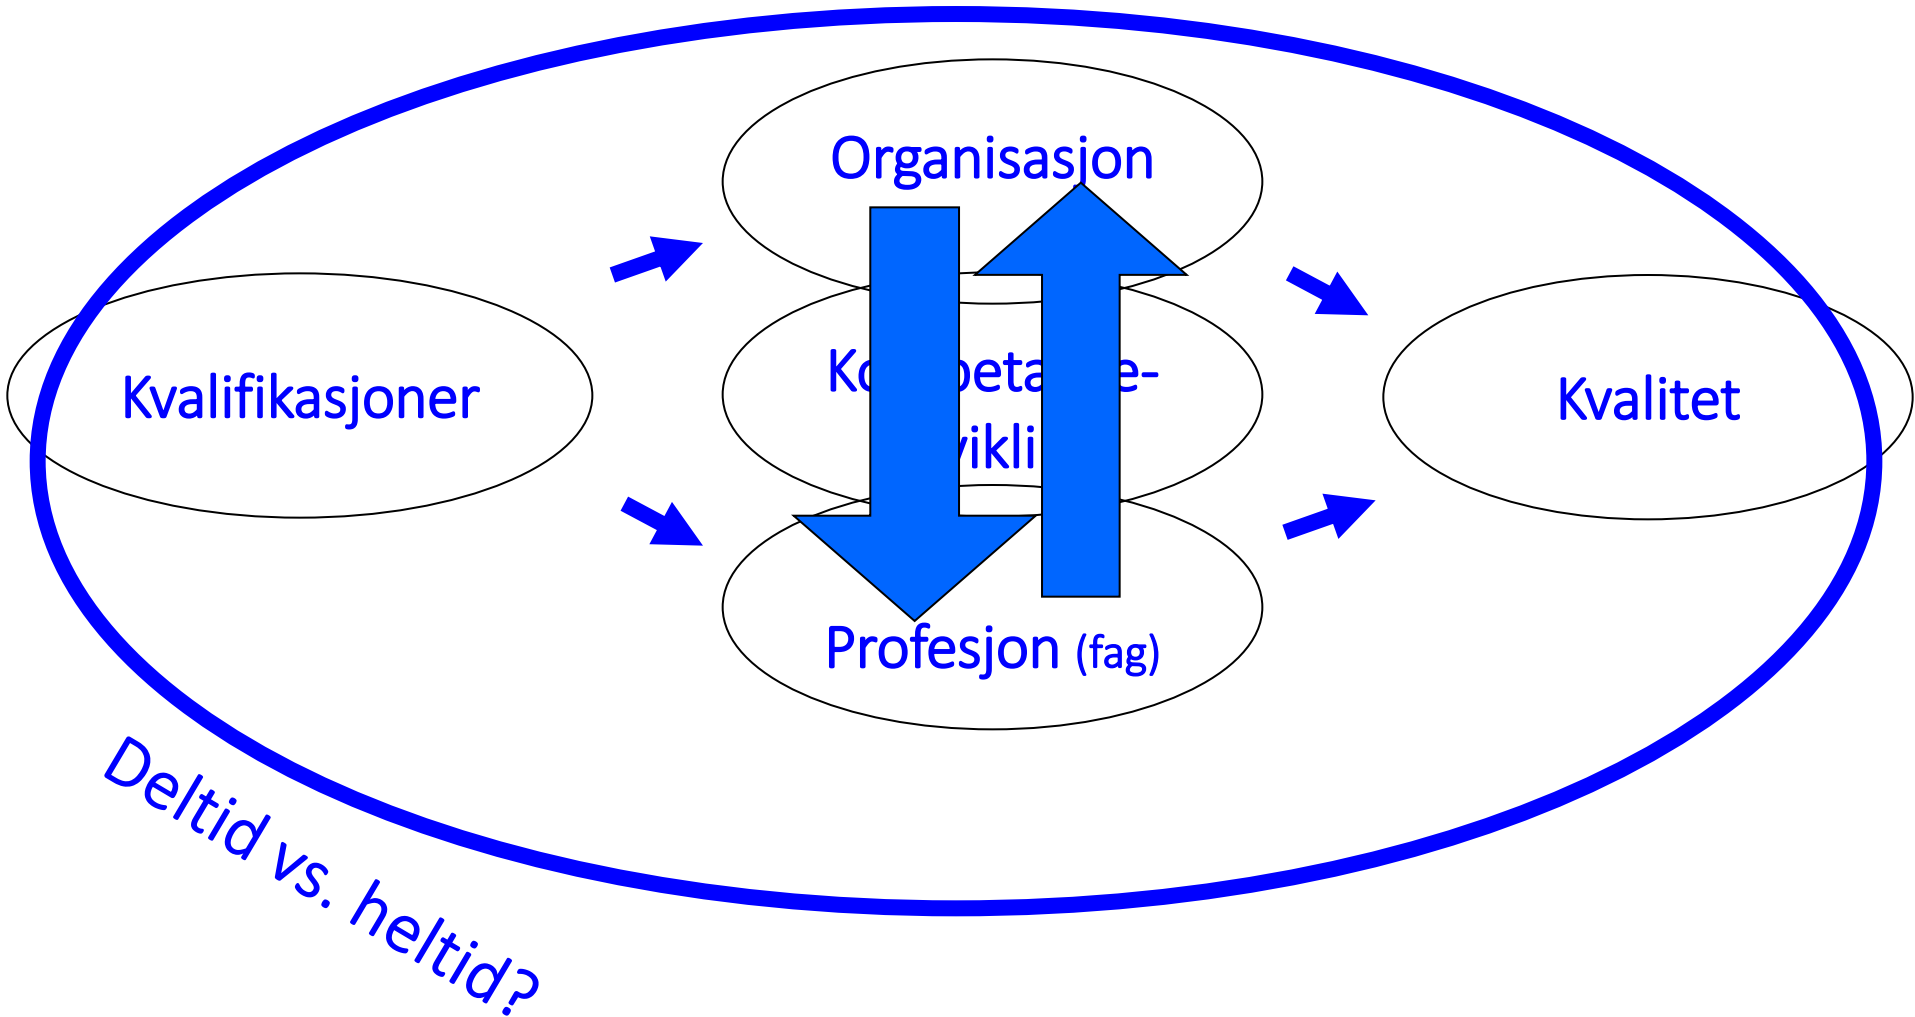 Organisasjon
Kvalifikasjoner
Kvalitet
Profesjon (fag)
Deltid vs. heltid?